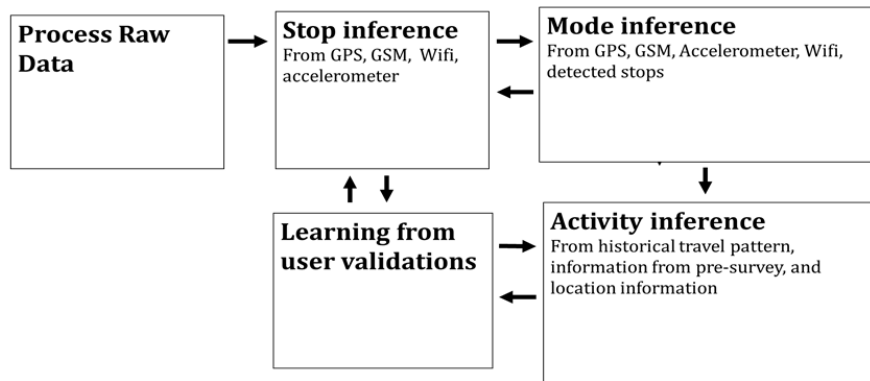 Process Raw
Data
Stop inference
From GPS, GSM, Wifi,
accelerometer
Mode inference
From GPS, GSM, Accelerometer, Wifi,
detected stops
Learning from
user validations
Activity inference
From historical travel pattern,
information from pre-survey, and
location information